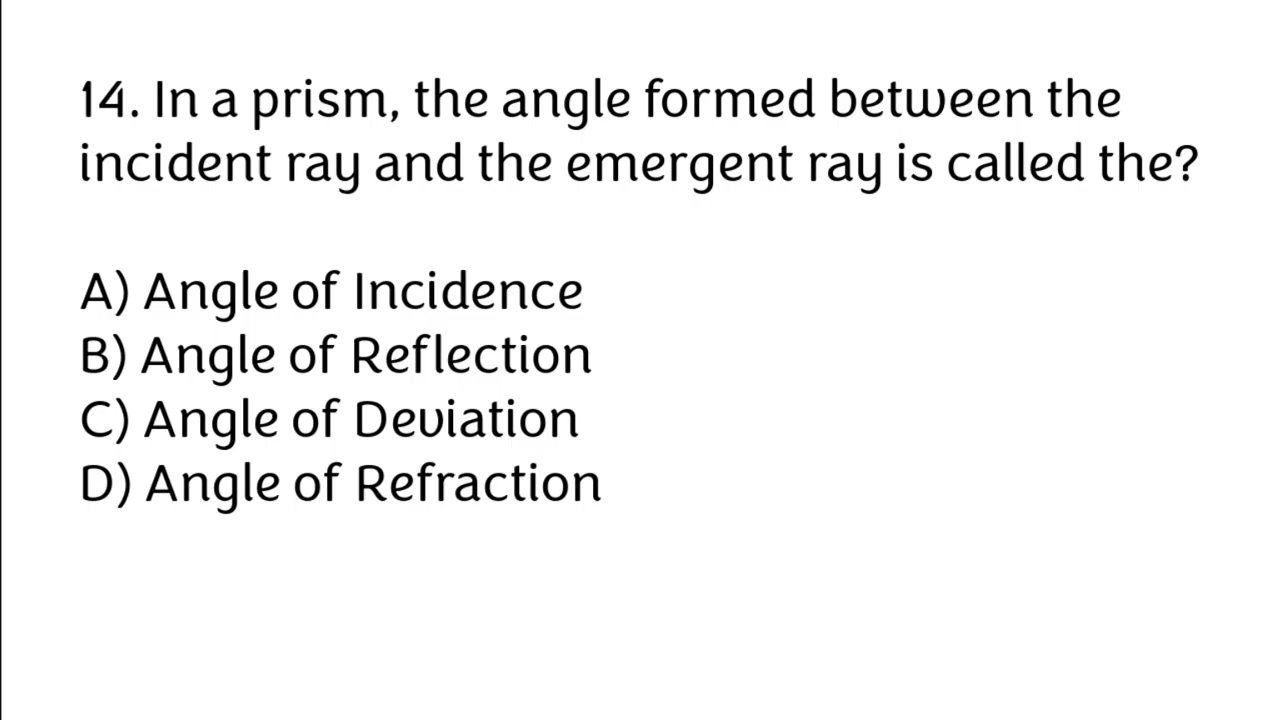 14. In a prism, the angle formed between the
incident ray and the emergent ray is called the?
A) Angle of Incidence
B) Angle of Reflection
C) Angle of Deviation
D) Angle of Refraction